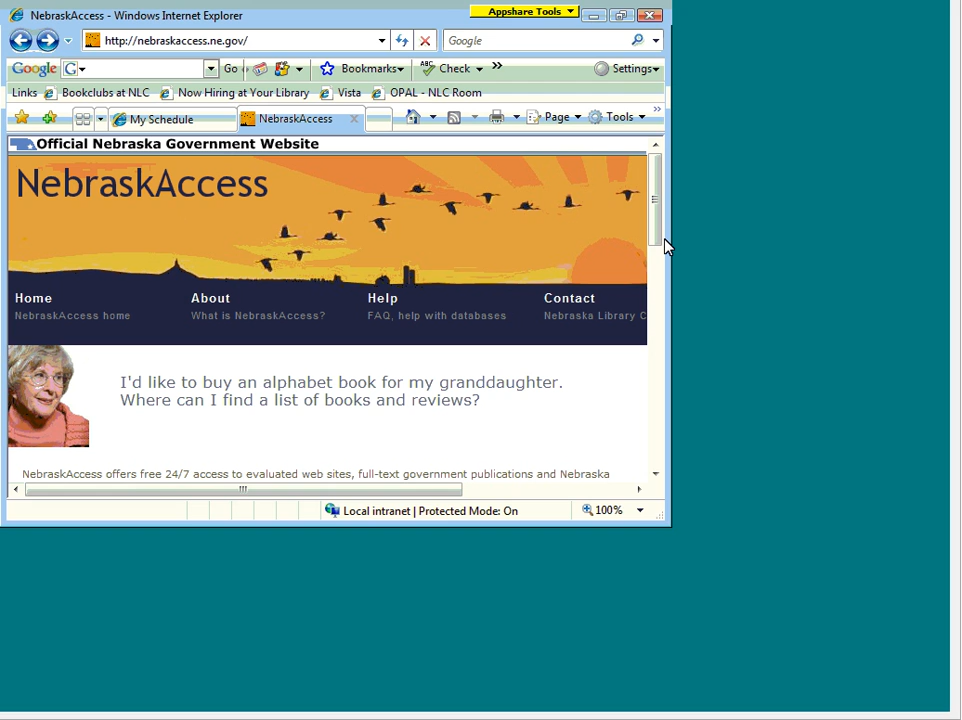 NebraskAccess - Windows Internet Explorer
Appshare Tools
http://nebraskaccess.ne.gov/
Google
Google G Go Bookmarks ABC Check » Settings
Links Bookclubs at NLC Now Hiring at Your Library Vista OPAL - NLC Room
My Schedule NebraskAccess Page Tools »
Official Nebraska Government Website
NebraskAccess
Home About Help Contact
NebraskAccess home What is NebraskAccess? FAQ, help with databases Nebraska Library C
I'd like to buy an alphabet book for my granddaughter.
Where can I find a list of books and reviews?
NebraskAccess offers free 24/7 access to evaluated web sites, full-text government publications and Nebraska
Local intranet | Protected Mode: On 100%